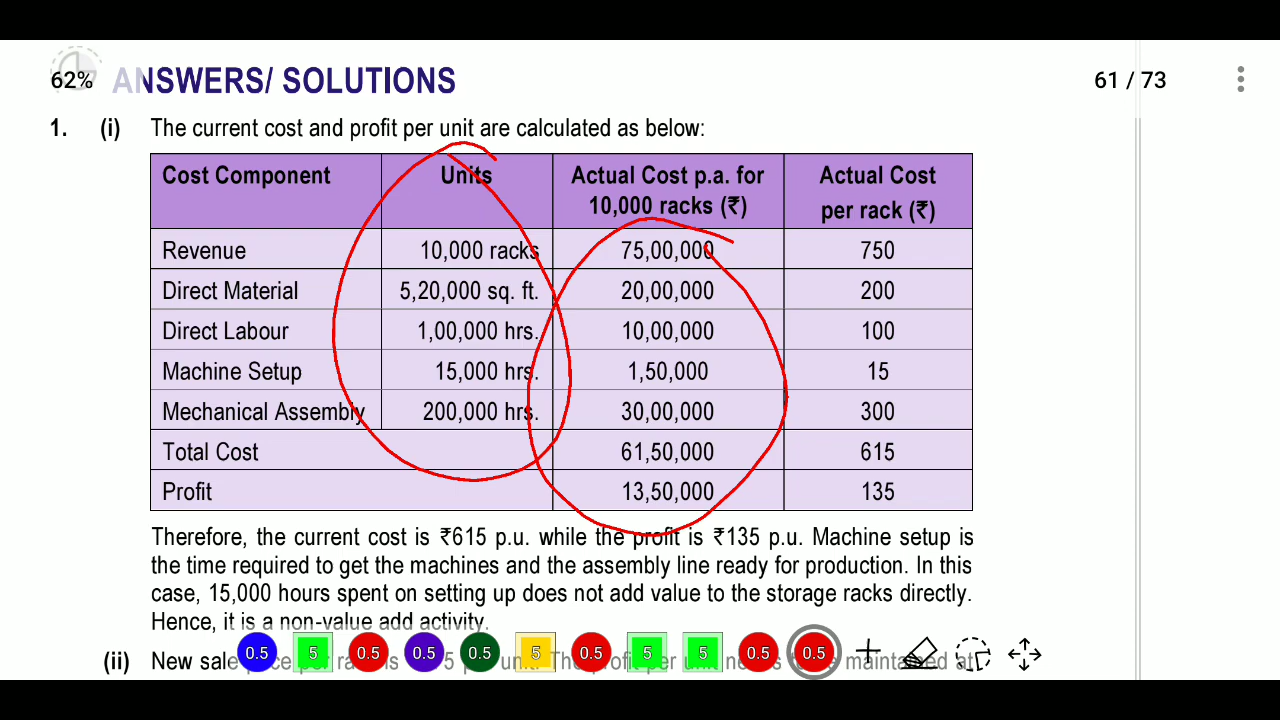 62% ANSWERS/ SOLUTIONS 61 / 73
1. (i) The current cost and profit per unit are calculated as below:
Cost Component Units Actual Cost p.a. for 10,000 racks (₹) Actual Cost per rack (₹)
Revenue 10,000 racks 75,00,000 750
Direct Material 5,20,000 sq. ft. 20,00,000 200
Direct Labour 1,00,000 hrs. 10,00,000 100
Machine Setup 15,000 hrs. 1,50,000 15
Mechanical Assembly 200,000 hrs. 30,00,000 300
Total Cost 61,50,000 615
Profit 13,50,000 135
Therefore, the current cost is ₹615 p.u. while the profit is ₹135 p.u. Machine setup is
the time required to get the machines and the assembly line ready for production. In this
case, 15,000 hours spent on setting up does not add value to the storage racks directly.
Hence, it is a non-value add activity.
0.5 5 0.5 0.5 0.5 5 0.5 5 5 0.5 0.5
(ii) New